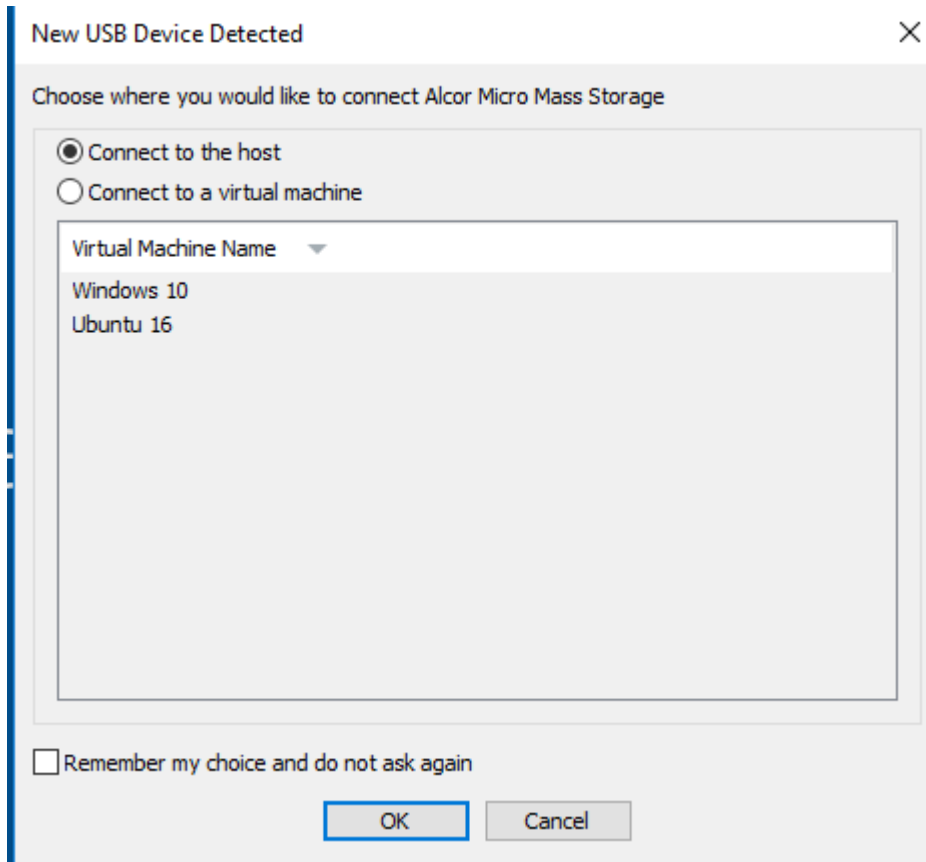 New USB Device Detected
Choose where you would like to connect Alcor Micro Mass Storage
Connect to the host
Connect to a virtual machine
Virtual Machine Name
Windows 10
Ubuntu 16
Remember my choice and do not ask again
OK Cancel